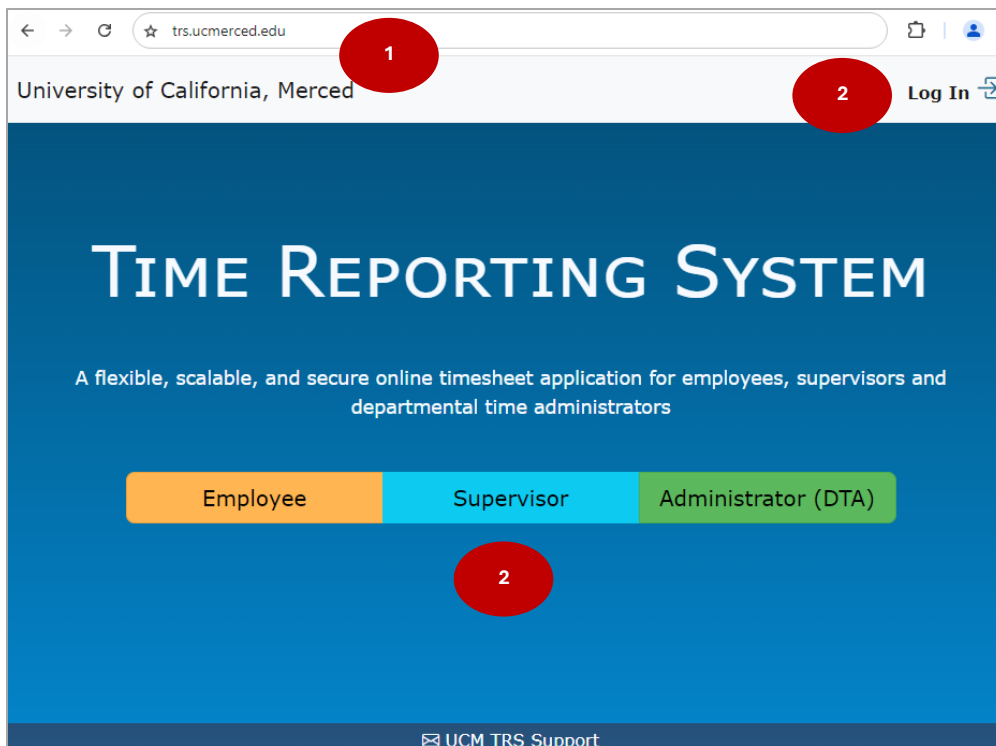 trs.ucmerced.edu
1
University of California, Merced
2
Log In
TIME REPORTING SYSTEM
A flexible, scalable, and secure online timesheet application for employees, supervisors and
departmental time administrators
Employee
Supervisor
Administrator (DTA)
2
UCM TRS Support